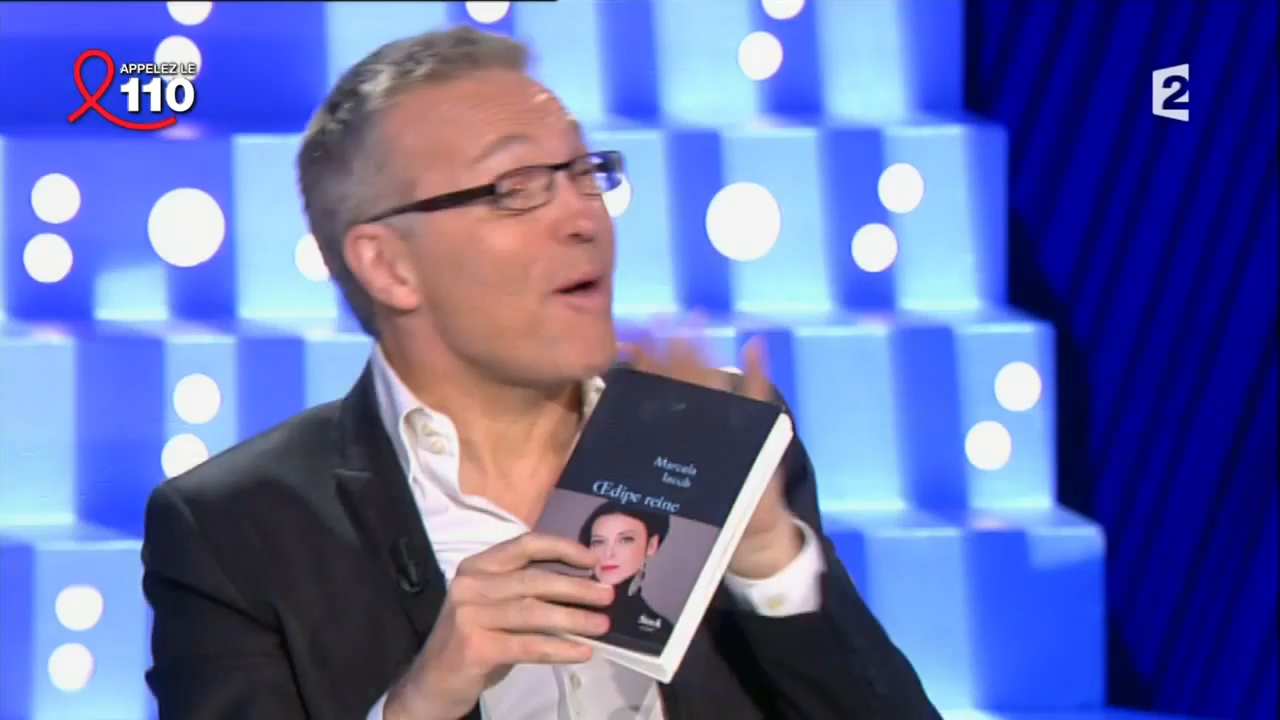 APPELEZ LE
110
2
Marcela
Iacub
Œdipe reine
Stock